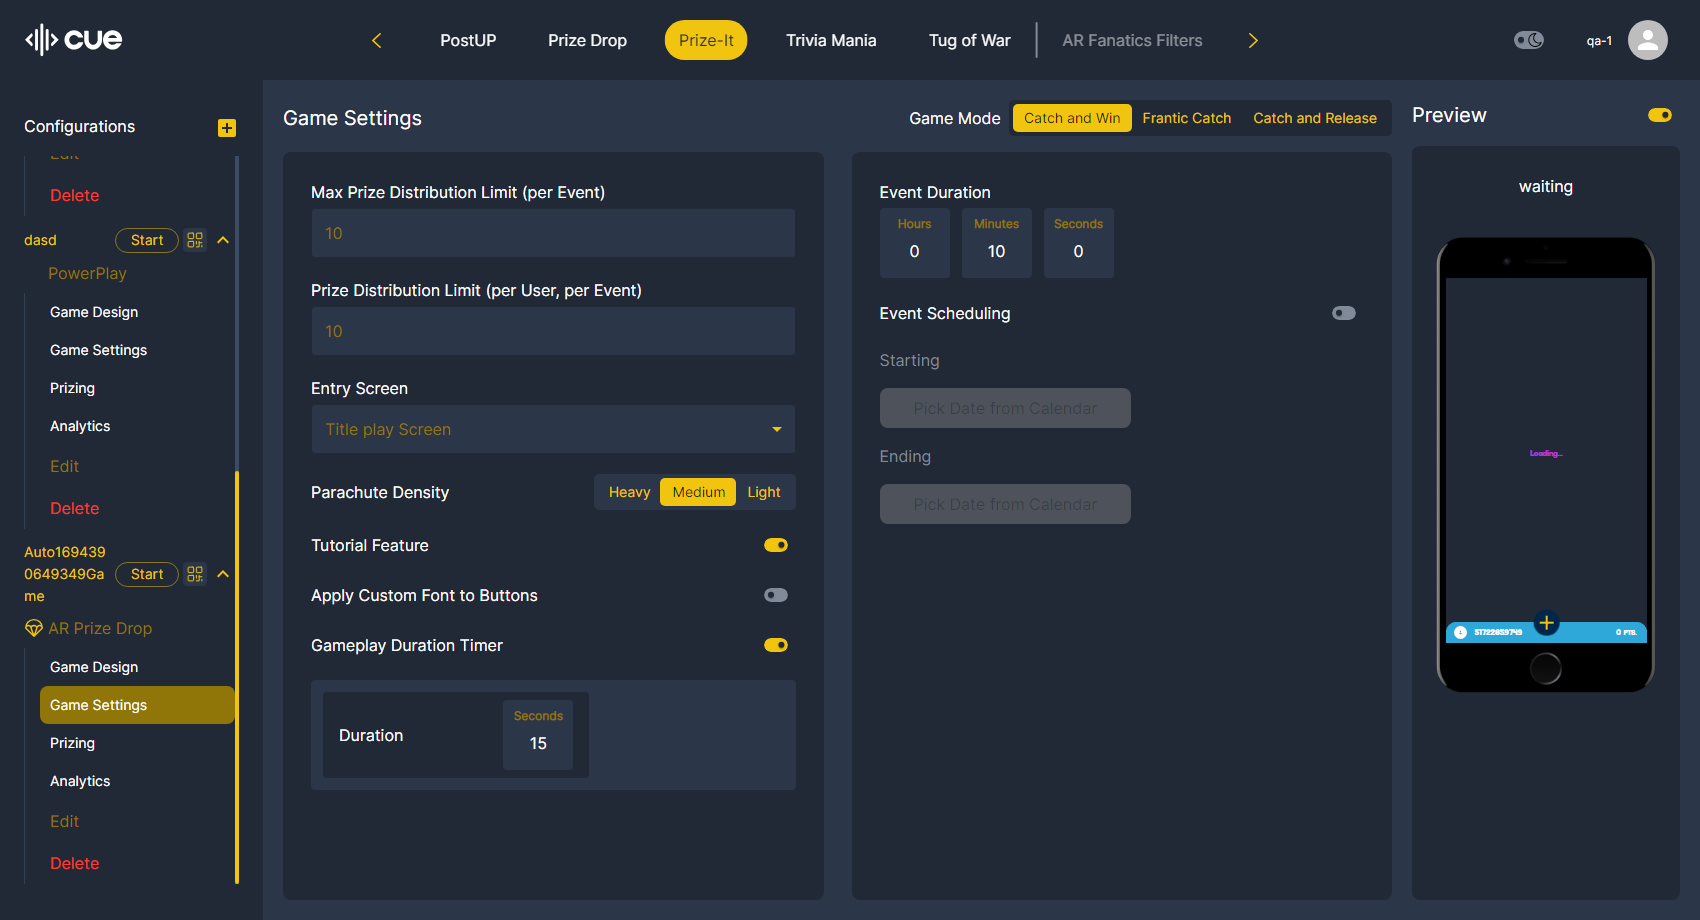 cue
PostUP
Prize Drop
Prize-It
Trivia Mania
Tug of War
AR Fanatics Filters
qa-1
Configurations
Edit
Delete
dasd
Start
PowerPlay
Game Design
Game Settings
Prizing
Analytics
Edit
Delete
Auto169439
0649349Ga
me
Start
AR Prize Drop
Game Design
Game Settings
Prizing
Analytics
Edit
Delete
Game Settings
Game Mode
Catch and Win
Frantic Catch
Catch and Release
Max Prize Distribution Limit (per Event)
10
Prize Distribution Limit (per User, per Event)
10
Entry Screen
Title play Screen
Parachute Density
Heavy
Medium
Light
Tutorial Feature
Apply Custom Font to Buttons
Gameplay Duration Timer
Duration
Seconds
15
Event Duration
Hours
0
Minutes
10
Seconds
0
Event Scheduling
Starting
Pick Date from Calendar
Ending
Pick Date from Calendar
Preview
waiting
Loading...
0 PTS.